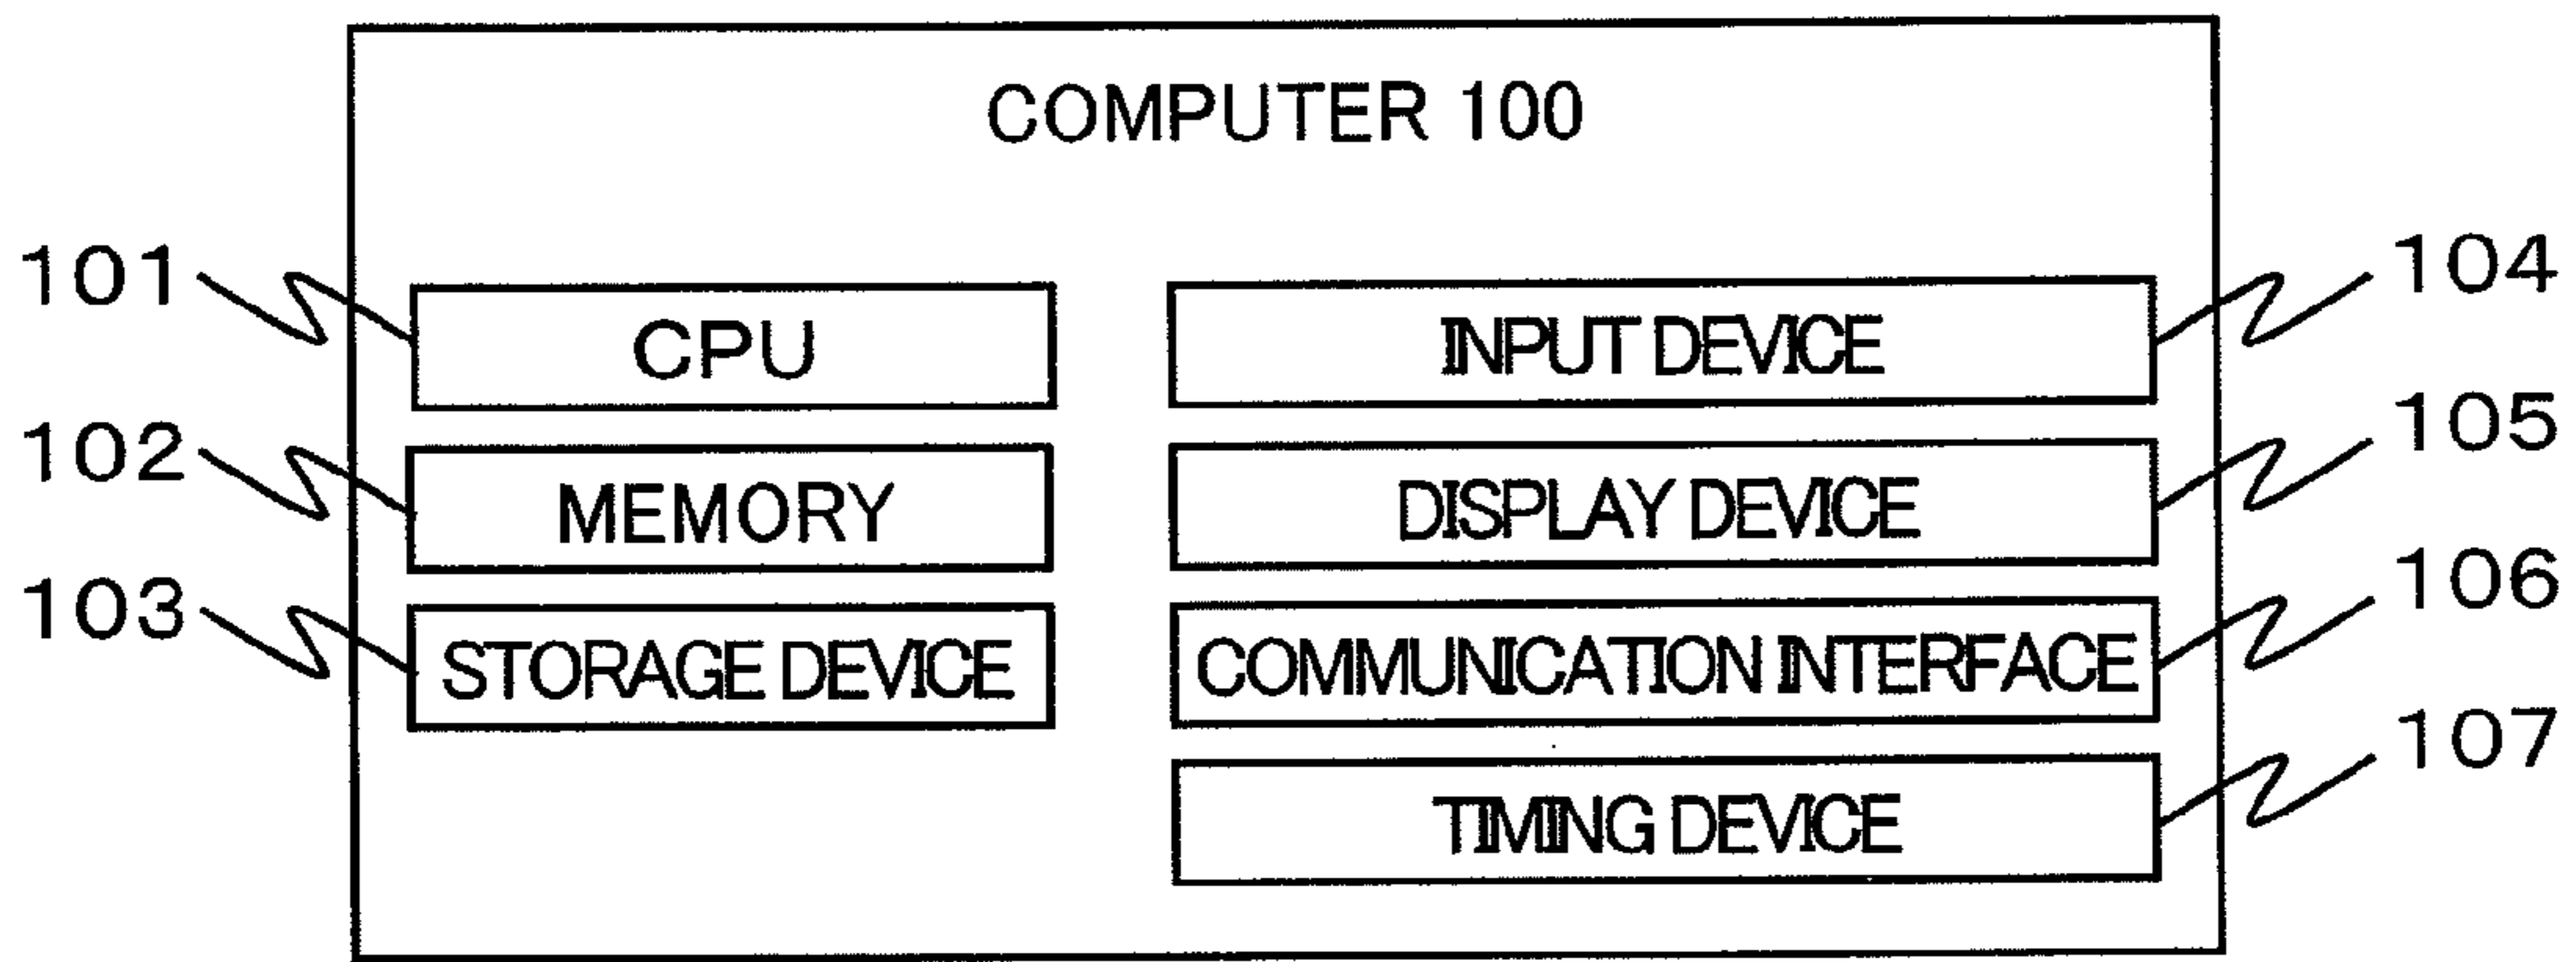 COMPUTER 100
101
CPU
102
MEMORY
103
STORAGE DEVICE
104
INPUT DEVICE
105
DISPLAY DEVICE
106
COMMUNICATION INTERFACE
107
TIMING DEVICE